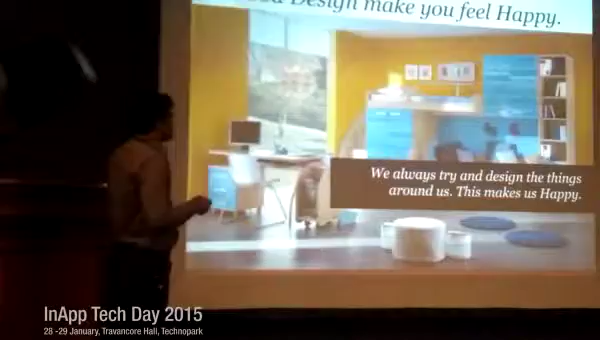 Design make you feel Happy.
We always try and design the things
around us. This makes us Happy.
InApp Tech Day 2015
28 -29 January, Travancore Hall, Technopark